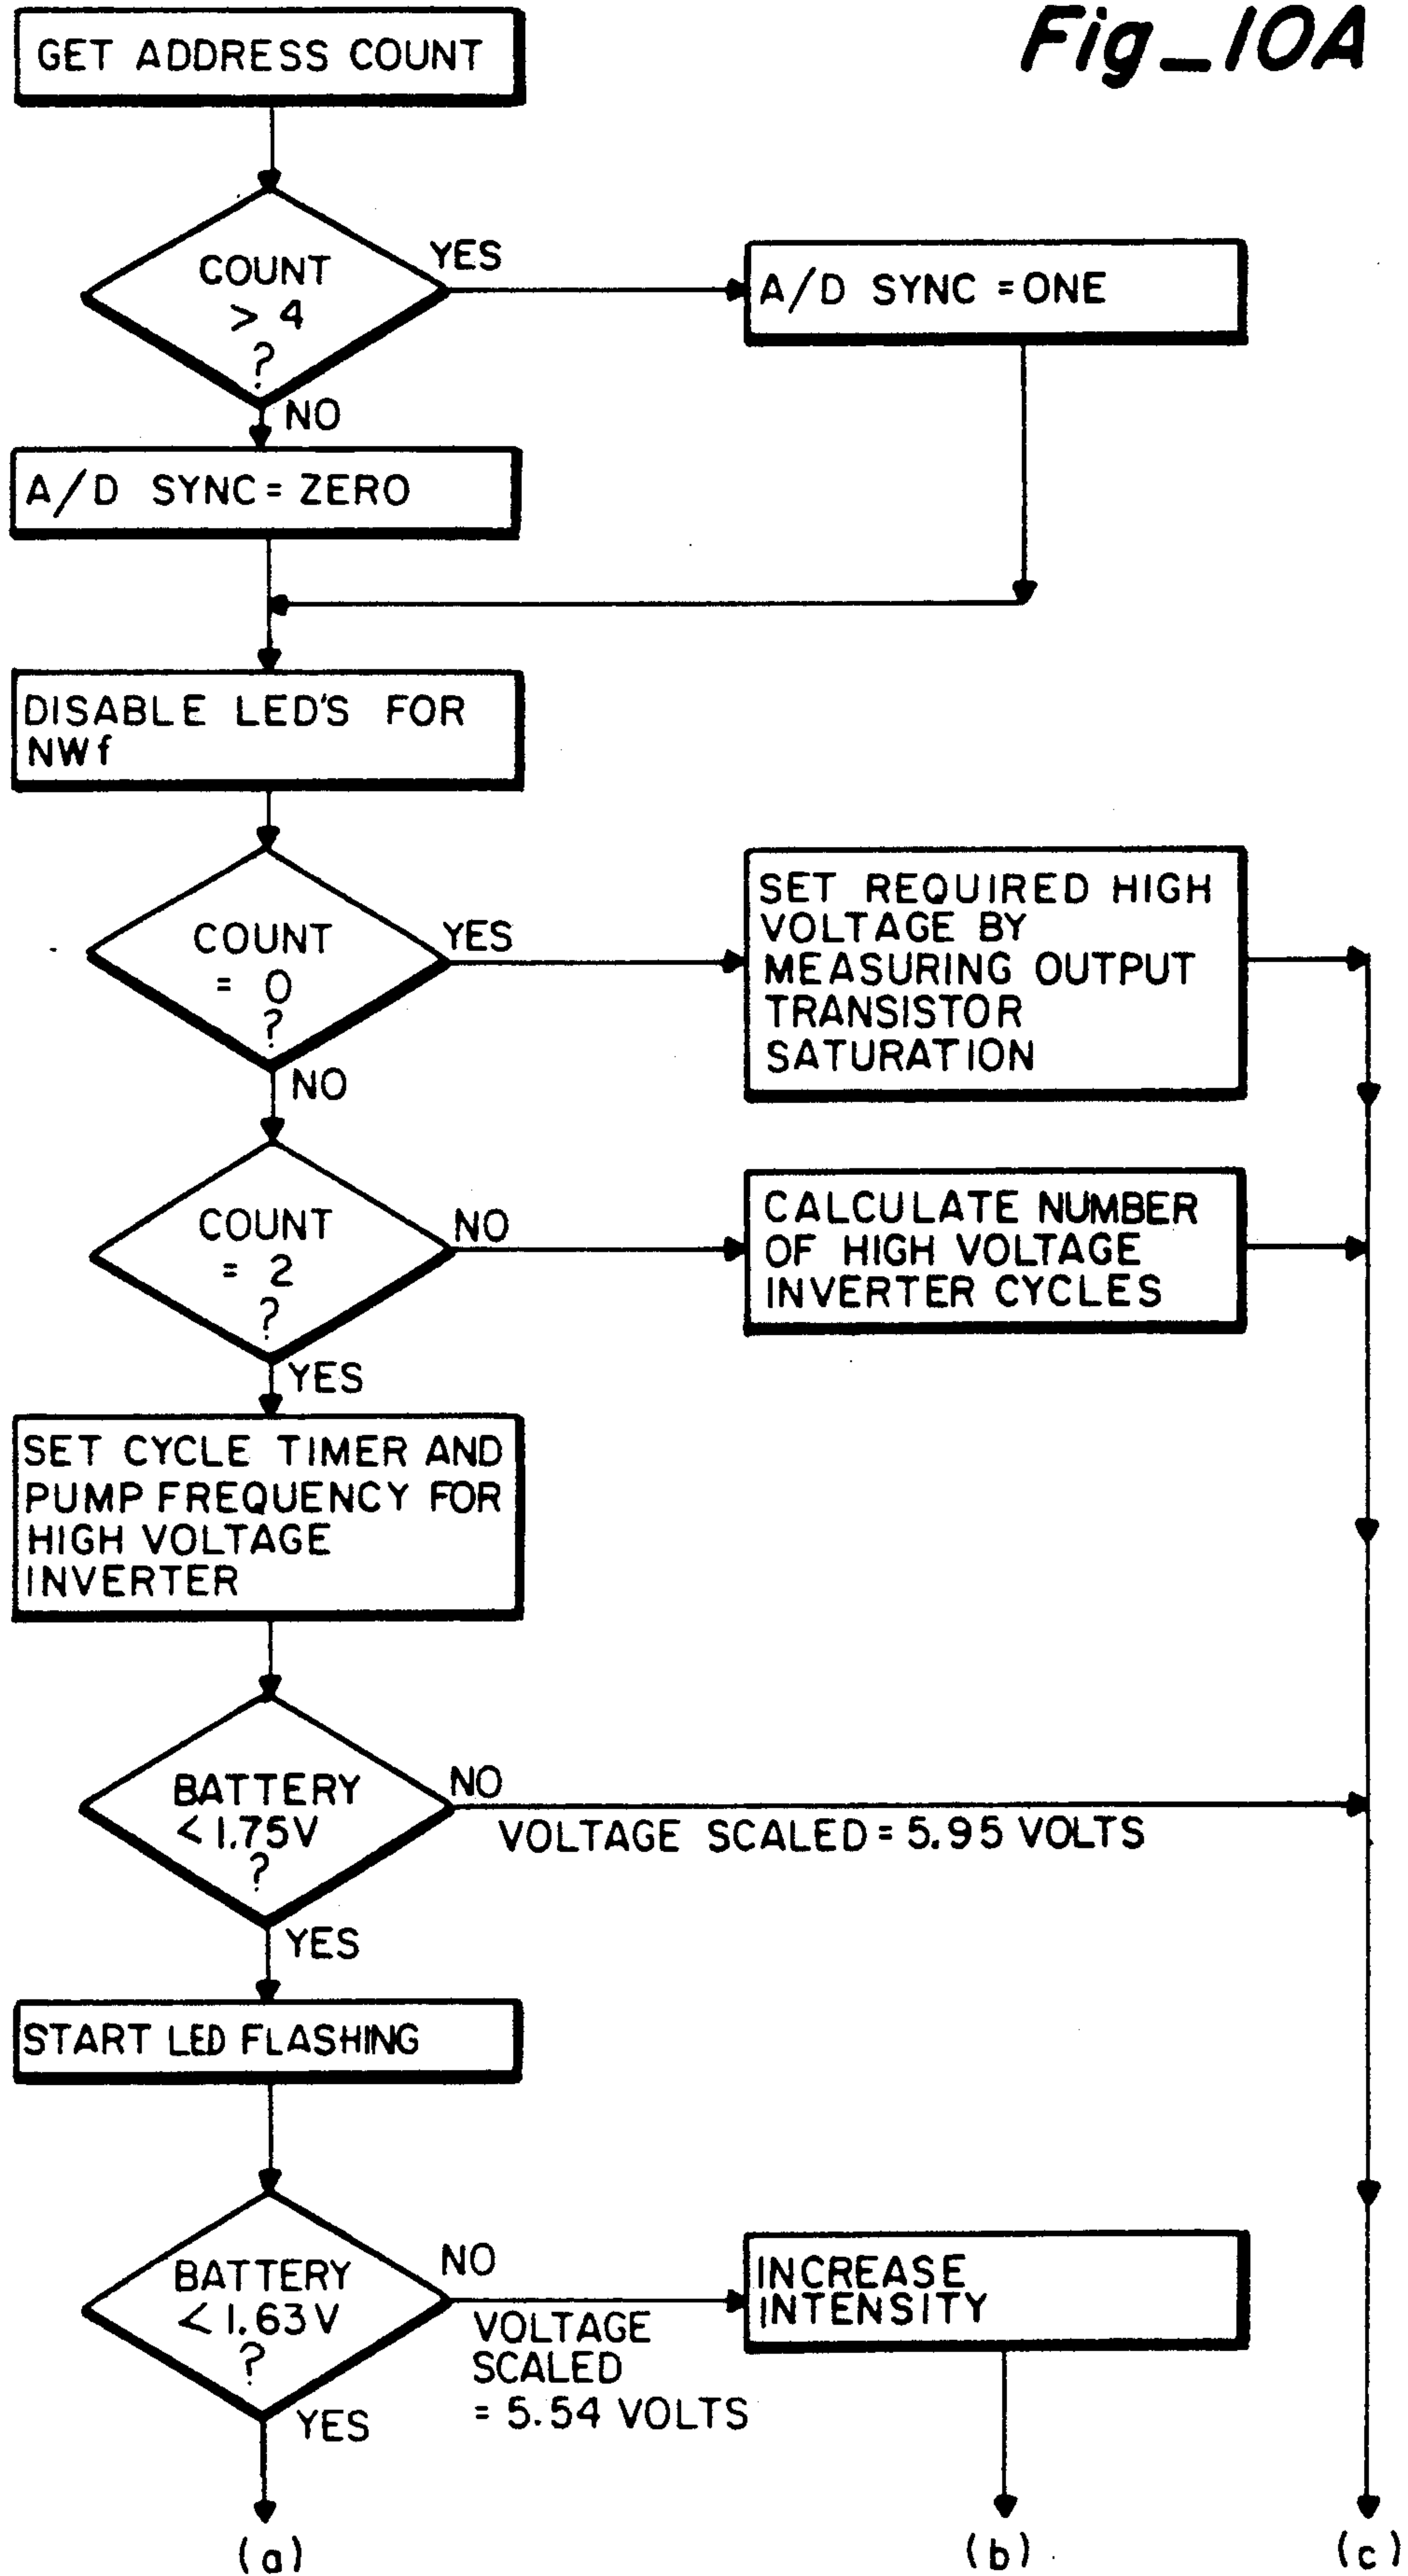 Fig_10A
GET ADDRESS COUNT
COUNT
> 4
?
YES
A/D SYNC = ONE
NO
A/D SYNC = ZERO
DISABLE LED'S FOR
NWf
COUNT
= 0
?
YES
SET REQUIRED HIGH
VOLTAGE BY
MEASURING OUTPUT
TRANSISTOR
SATURATION
NO
COUNT
= 2
?
NO
CALCULATE NUMBER
OF HIGH VOLTAGE
INVERTER CYCLES
YES
SET CYCLE TIMER AND
PUMP FREQUENCY FOR
HIGH VOLTAGE
INVERTER
BATTERY
< 1.75V
?
NO
VOLTAGE SCALED = 5.95 VOLTS
YES
START LED FLASHING
BATTERY
< 1.63V
?
NO
VOLTAGE
SCALED
= 5.54 VOLTS
INCREASE
INTENSITY
YES
(a)
(b)
(c)